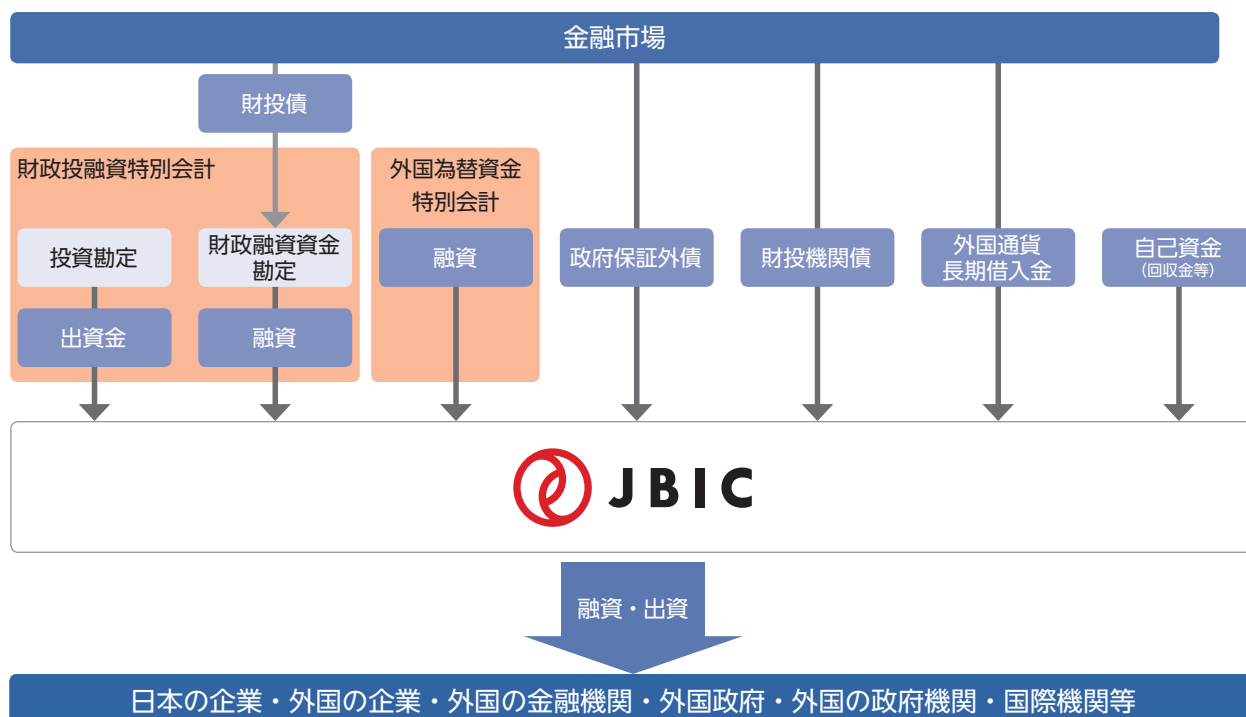 金融市場
財投債
財政投融資特別会計
外国為替資金
特別会計
投資勘定
財政融資資金
勘定
融資
政府保証外債
財投機関債
外国通貨
長期借入金
自己資金
(回収金等)
出資金
融資
JBIC
融資・出資
日本の企業・外国の企業・外国の金融機関・外国政府・外国の政府機関・国際機関等